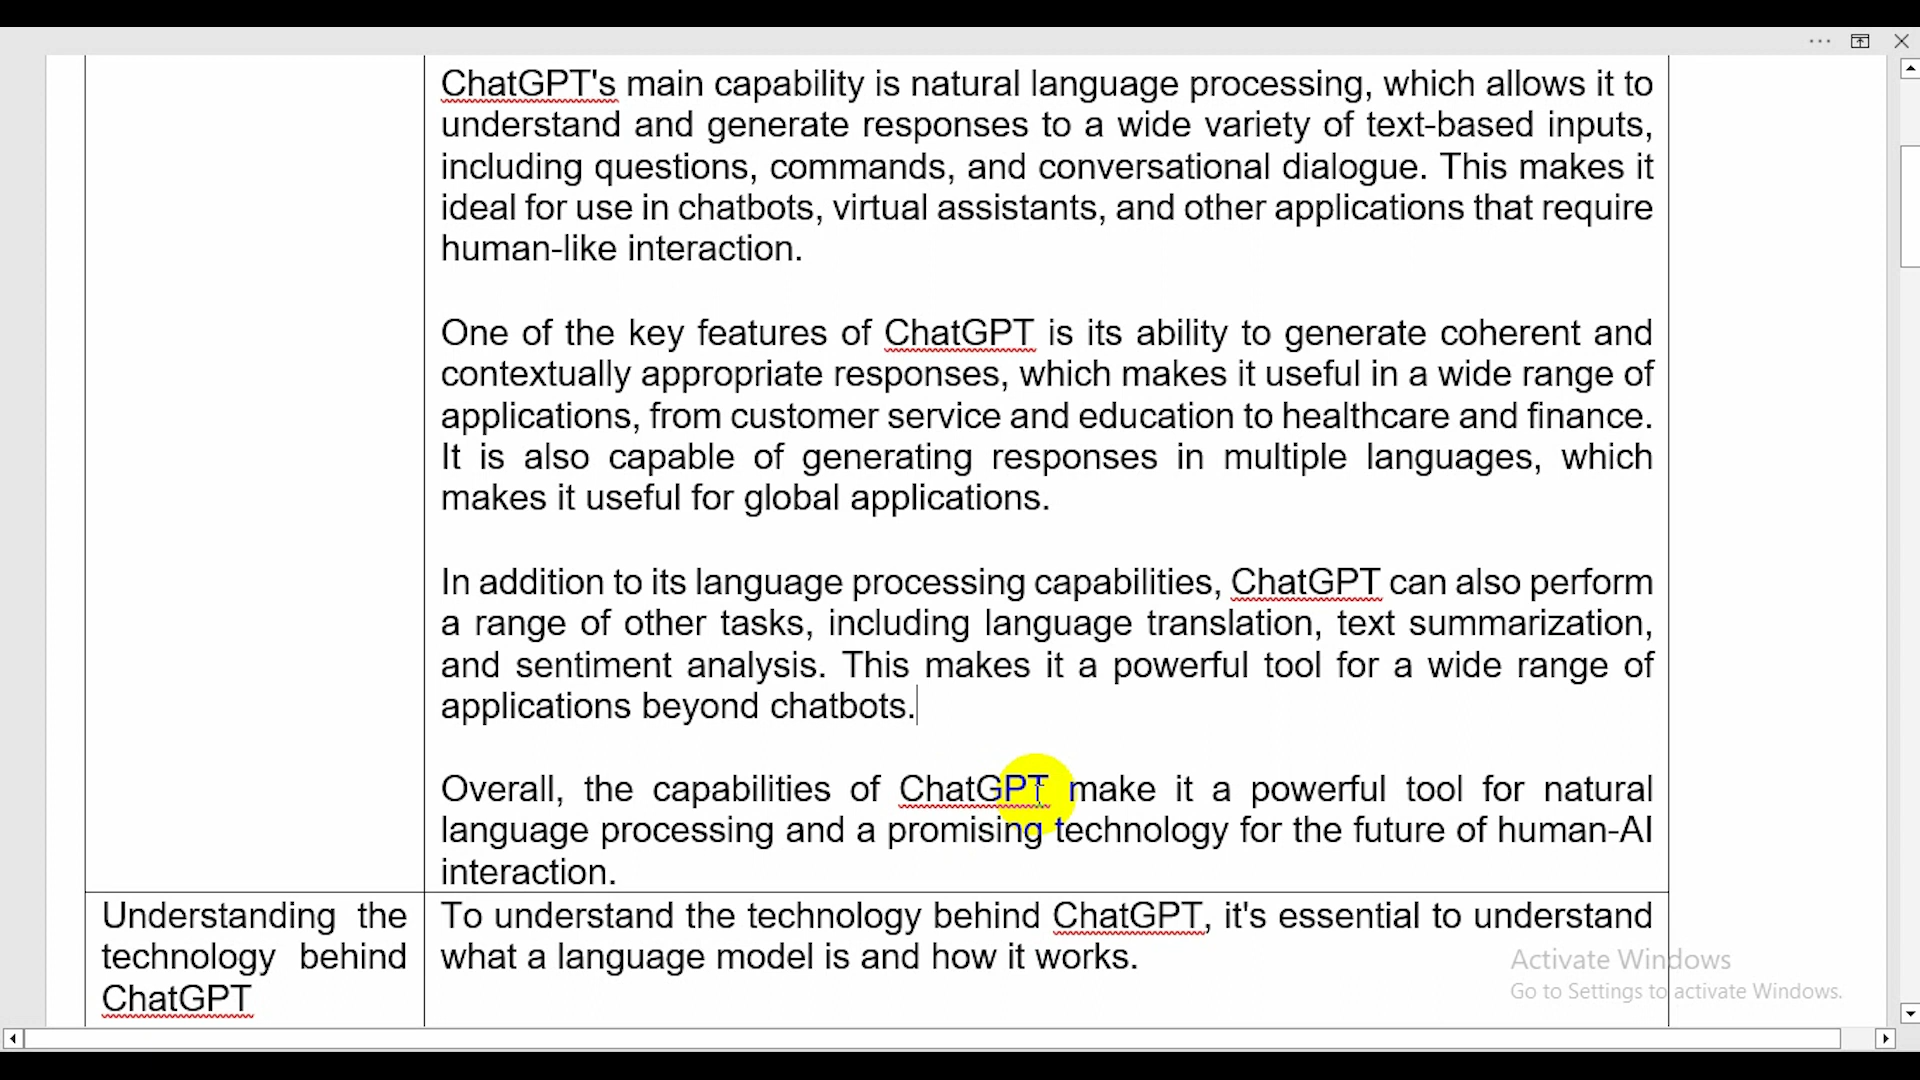 ChatGPT's main capability is natural language processing, which allows it to
understand and generate responses to a wide variety of text-based inputs,
including questions, commands, and conversational dialogue. This makes it
ideal for use in chatbots, virtual assistants, and other applications that require
human-like interaction.
One of the key features of ChatGPT is its ability to generate coherent and
contextually appropriate responses, which makes it useful in a wide range of
applications, from customer service and education to healthcare and finance.
It is also capable of generating responses in multiple languages, which
makes it useful for global applications.
In addition to its language processing capabilities, ChatGPT can also perform
a range of other tasks, including language translation, text summarization,
and sentiment analysis. This makes it a powerful tool for a wide range of
applications beyond chatbots.
Overall, the capabilities of ChatGPT make it a powerful tool for natural
language processing and a promising technology for the future of human-AI
interaction.
Understanding the
technology behind
ChatGPT
To understand the technology behind ChatGPT, it's essential to understand
what a language model is and how it works.
Activate Windows
Go to Settings to activate Windows.